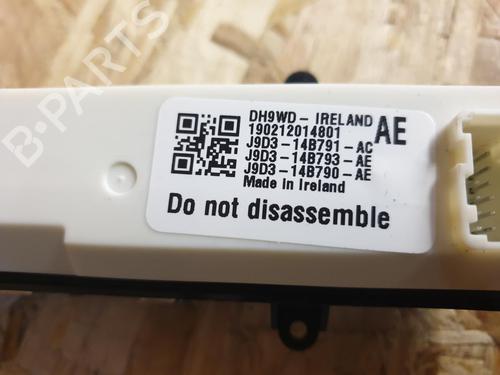 DH9WD - IRELAND
190212014801
AE
J9D3-14B791-AC
J9D3-14B793-AE
J9D3-14B790-AE
Made in Ireland
Do not disassemble
B PARTS